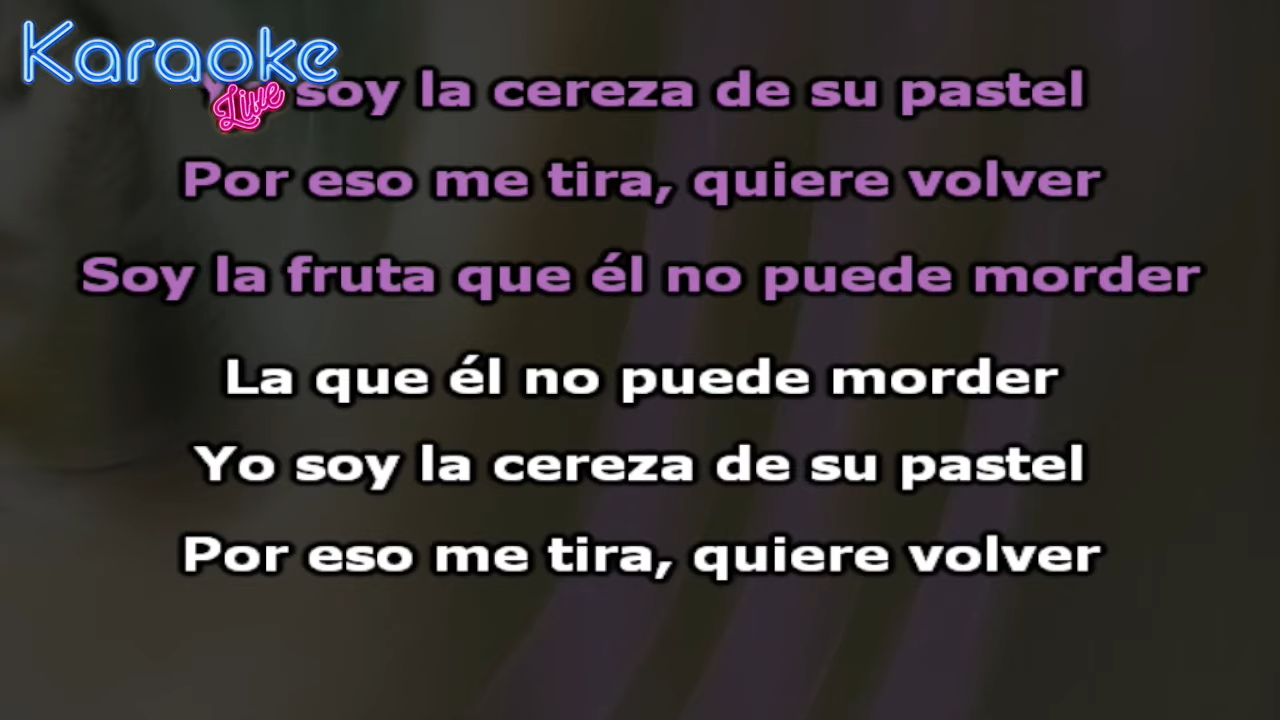 Karaoke
Live
Yo soy la cereza de su pastel
Por eso me tira, quiere volver
Soy la fruta que él no puede morder
La que él no puede morder
Yo soy la cereza de su pastel
Por eso me tira, quiere volver